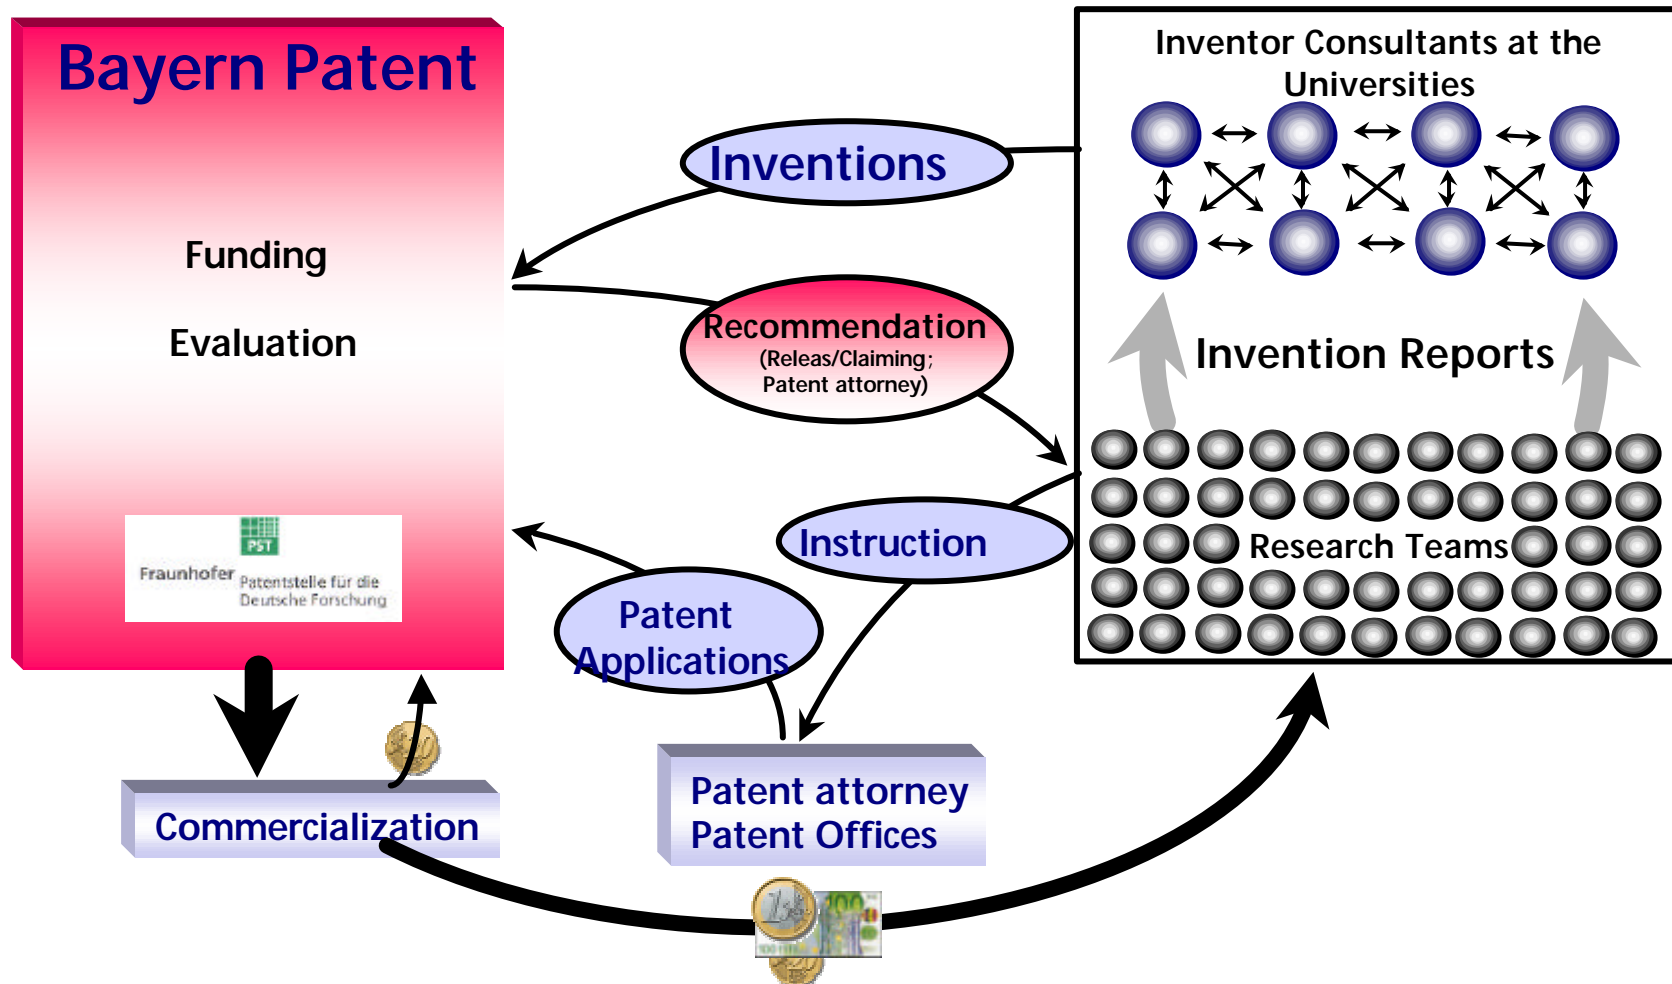 Bayern Patent
Funding
Evaluation
PST
Fraunhofer
Patentstelle für die
Deutsche Forschung
Commercialization
Inventions
Recommendation
(Releas/Claiming;
Patent attorney)
Instruction
Patent
Applications
Patent attorney
Patent Offices
100
Inventor Consultants at the
Universities
Invention Reports
Research Teams